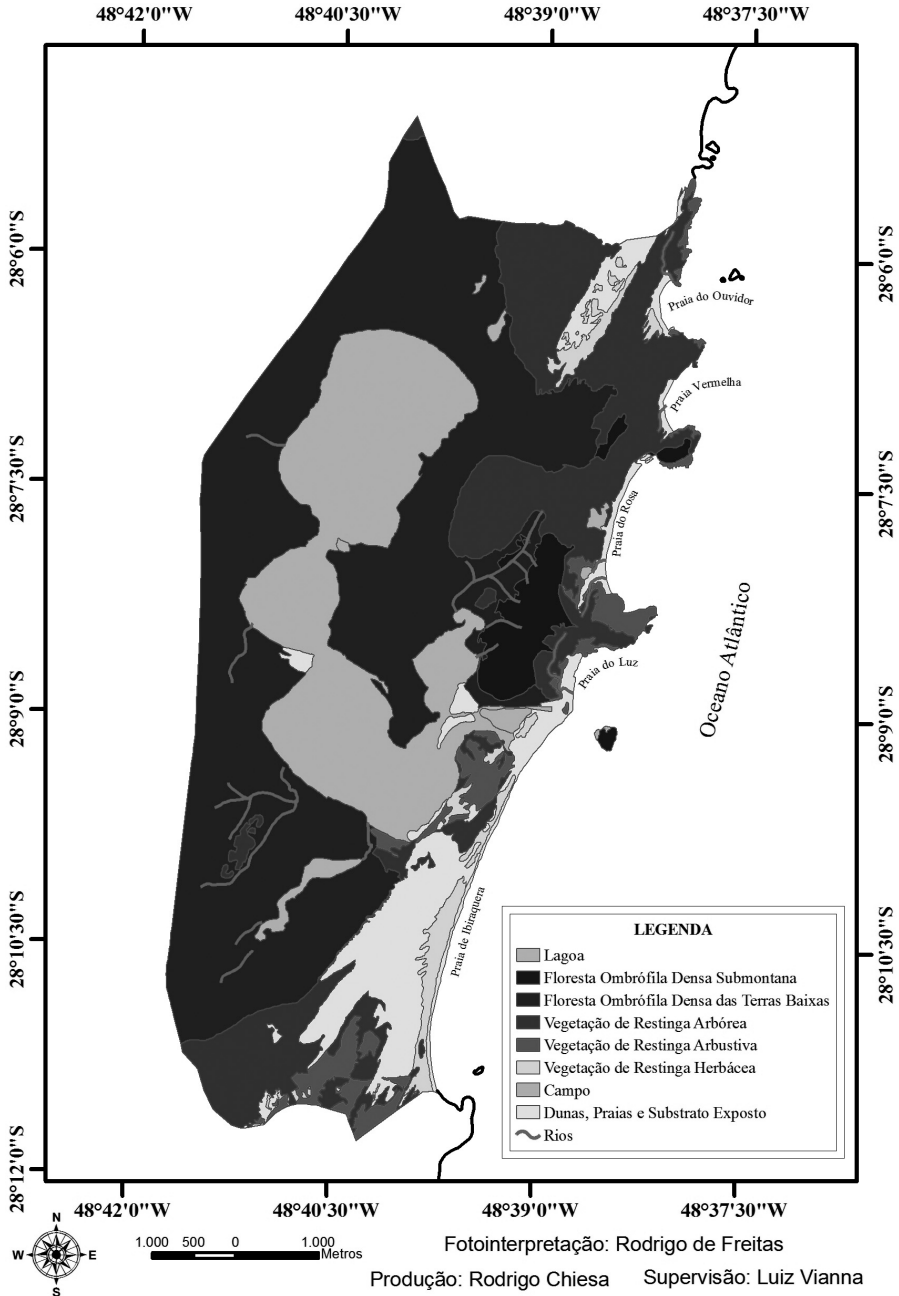 48°42'0''W 48°40'30''W 48°39'0''W 48°37'30''W
28°6'0''S
28°6'0''S
Praia do Ouvidor
Praia Vermelha
28°7'30''S
28°7'30''S
Praia do Rosa
Oceano Atlântico
Praia do Luz
28°9'0''S
28°9'0''S
Praia de Ibiraquera
28°10'30''S
28°10'30''S
LEGENDA
Lagoa
Floresta Ombrófila Densa Submontana
Floresta Ombrófila Densa das Terras Baixas
Vegetação de Restinga Arbórea
Vegetação de Restinga Arbustiva
Vegetação de Restinga Herbácea
Campo
Dunas, Praias e Substrato Exposto
Rios
28°12'0''S
48°42'0''W 48°40'30''W 48°39'0''W 48°37'30''W
N
W E
S
1.000 500 0 1.000
Metros
Fotointerpretação: Rodrigo de Freitas
Produção: Rodrigo Chiesa Supervisão: Luiz Vianna